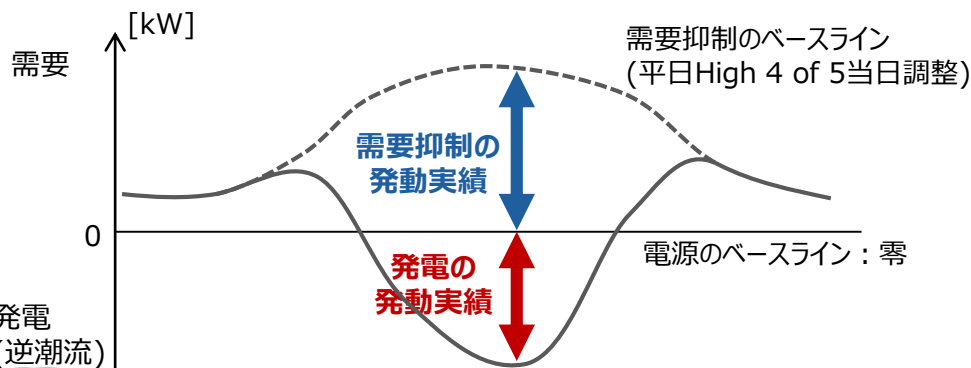 [kW]
需要
需要抑制のベースライン
(平日High 4 of 5当日調整)
需要抑制の
発動実績
0
電源のベースライン：零
発電の
発動実績
発電
(逆潮流)